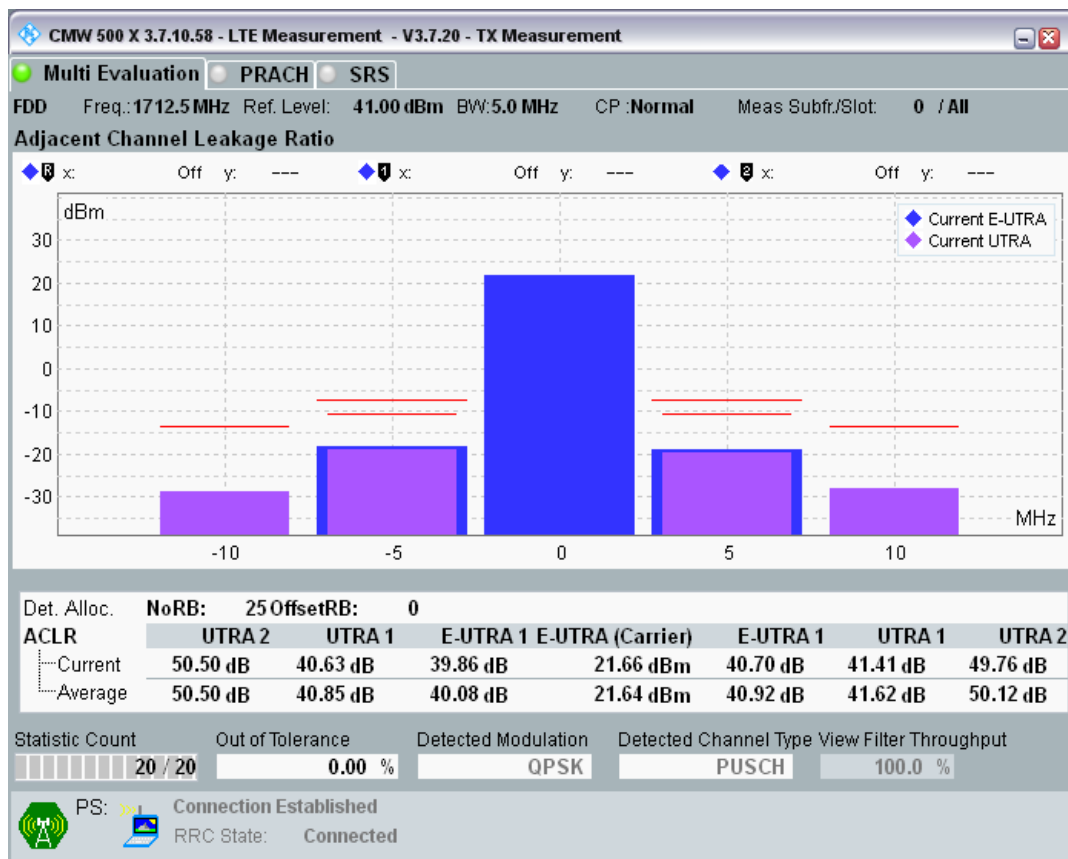 CMW 500 X 3.7.10.58 - LTE Measurement - V3.7.20 - TX Measurement
Multi Evaluation PRACH SRS
FDD Freq.:1712.5 MHz Ref. Level: 41.00 dBm BW:5.0 MHz CP :Normal Meas Subfr./Slot: 0 / All
Adjacent Channel Leakage Ratio
R x: Off y: --- 1 x: Off y: --- 2 x: Off y: ---
dBm
Current E-UTRA
Current UTRA
30
20
10
0
-10
-20
-30
MHz
-10 -5 0 5 10
Det. Alloc. NoRB: 25 OffsetRB: 0
ACLR UTRA 2 UTRA 1 E-UTRA 1 E-UTRA (Carrier) E-UTRA 1 UTRA 1 UTRA 2
Current 50.50 dB 40.63 dB 39.86 dB 21.66 dBm 40.70 dB 41.41 dB 49.76 dB
Average 50.50 dB 40.85 dB 40.08 dB 21.64 dBm 40.92 dB 41.62 dB 50.12 dB
Statistic Count Out of Tolerance Detected Modulation Detected Channel Type View Filter Throughput
20 / 20 0.00 % QPSK PUSCH 100.0 %
PS: Connection Established
RRC State: Connected